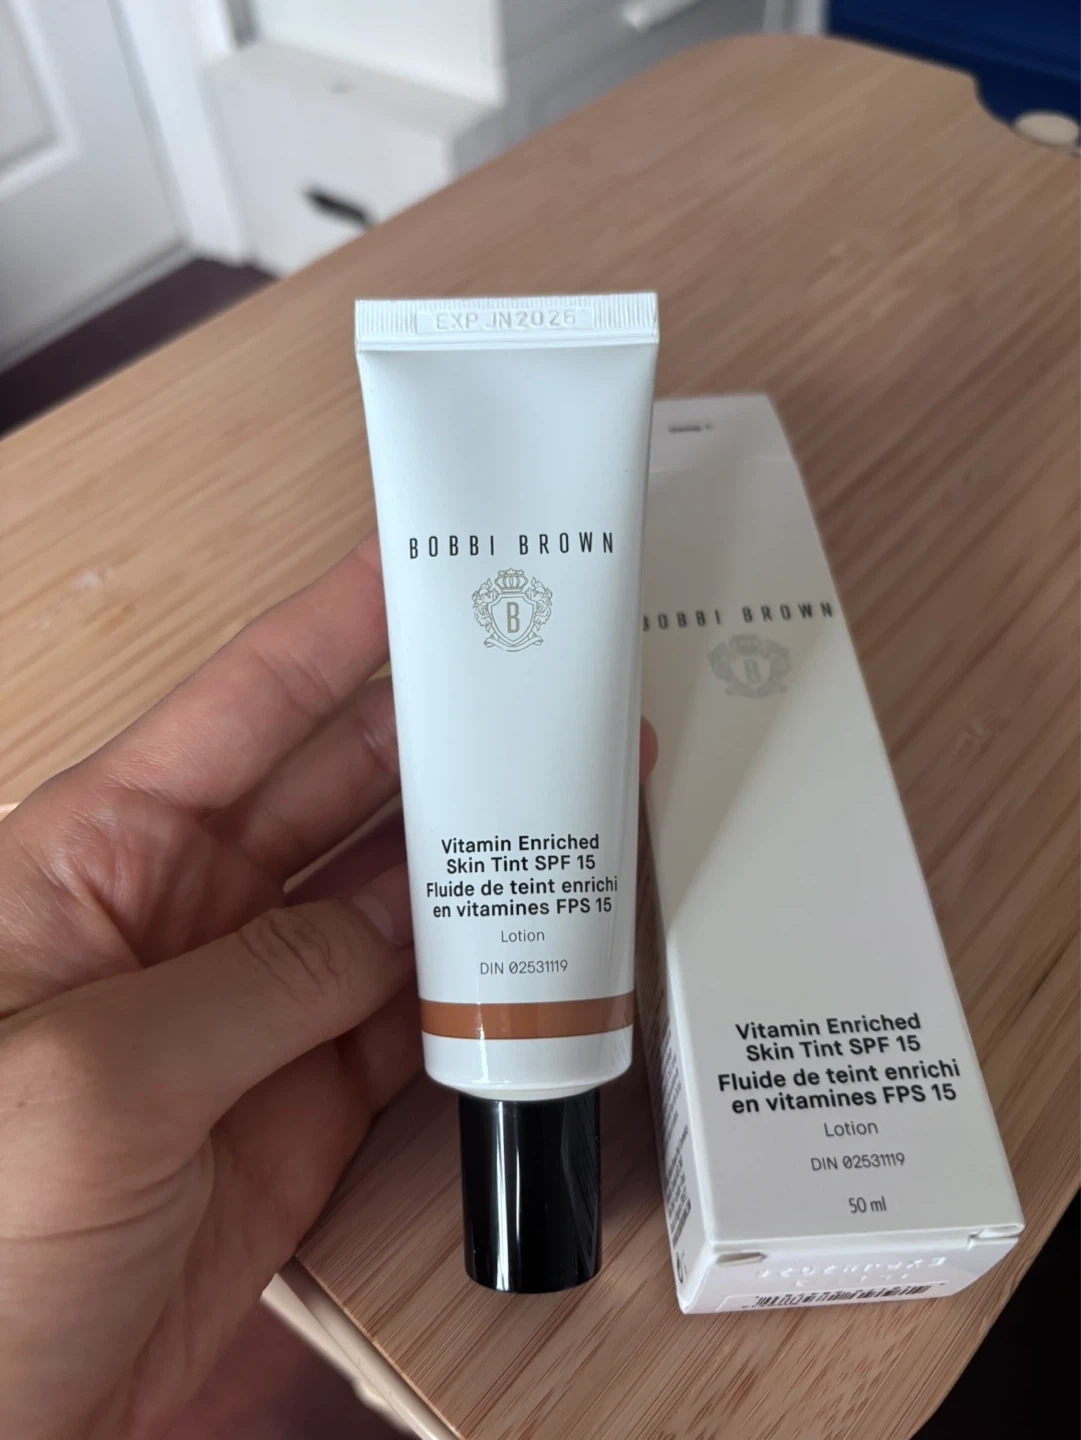 EXP JN2025
BOBBI BROWN
B
Vitamin Enriched
Skin Tint SPF 15
Fluide de teint enrichi
en vitamines FPS 15
Lotion
DIN 02531119
BOBBI BROWN
B
Vitamin Enriched
Skin Tint SPF 15
Fluide de teint enrichi
en vitamines FPS 15
Lotion
DIN 02531119
50 ml